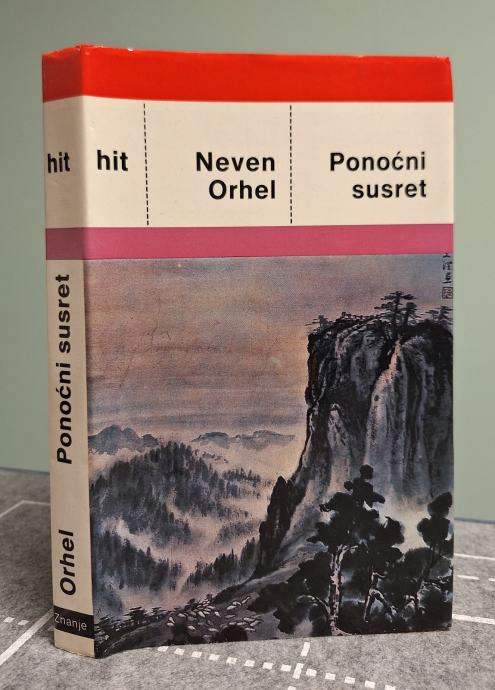 hit
Neven
Orhel
Ponoćni
susret
hit
Ponoćni susret
Orhel
Znanje